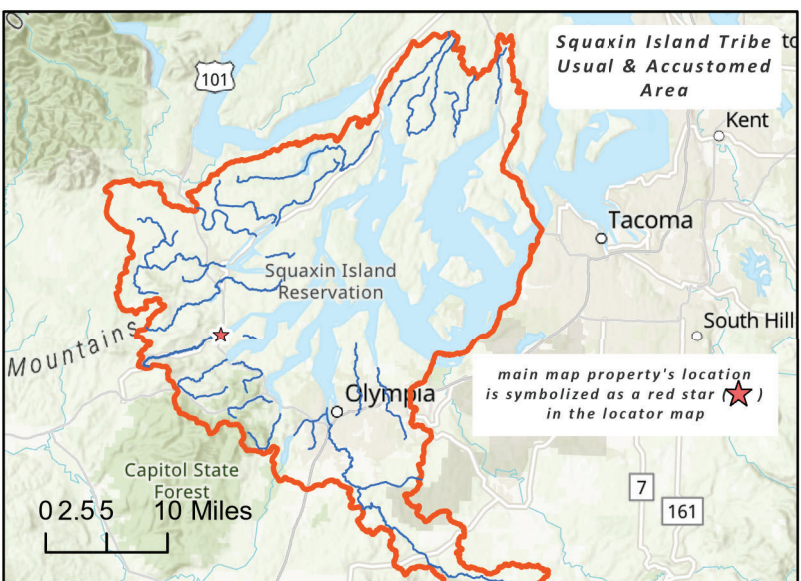 Squaxin Island Tribe
Usual & Accustomed
Area
101
Kent
Tacoma
Squaxin Island
Reservation
South Hill
Mountains
main map property's location
is symbolized as a red star ( )
in the locator map
Olympia
Capitol State
Forest
7
161
0 2.5 5 10 Miles